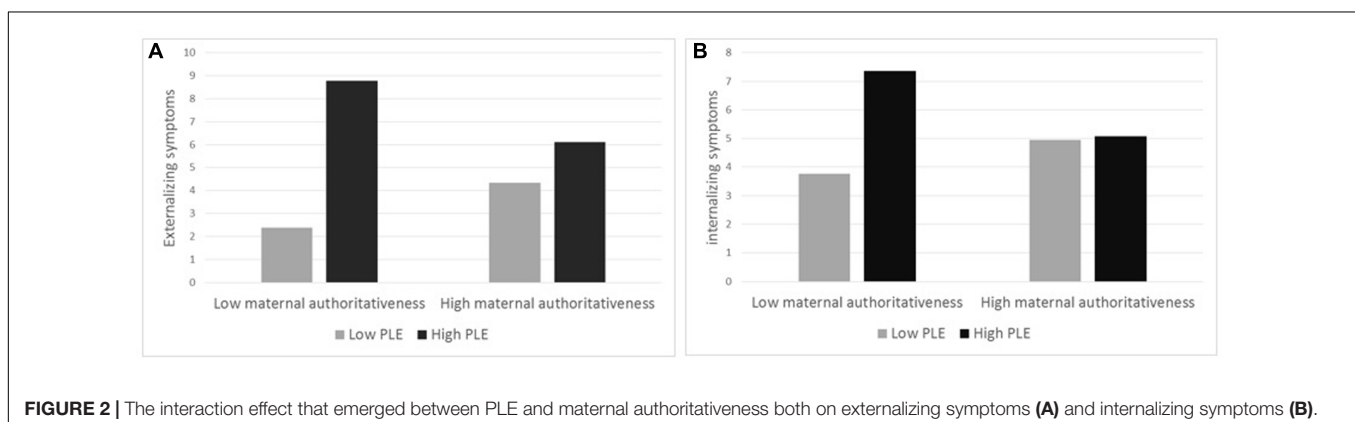 A
10
9
8
7
6
5
4
3
2
1
0
Externalizing symptoms
Low maternal authoritativeness High maternal authoritativeness
Low PLE High PLE
B
8
7
6
5
4
3
2
1
0
internalizing symptoms
Low maternal authoritativeness High maternal authoritativeness
Low PLE High PLE
FIGURE 2 | The interaction effect that emerged between PLE and maternal authoritativeness both on externalizing symptoms (A) and internalizing symptoms (B).